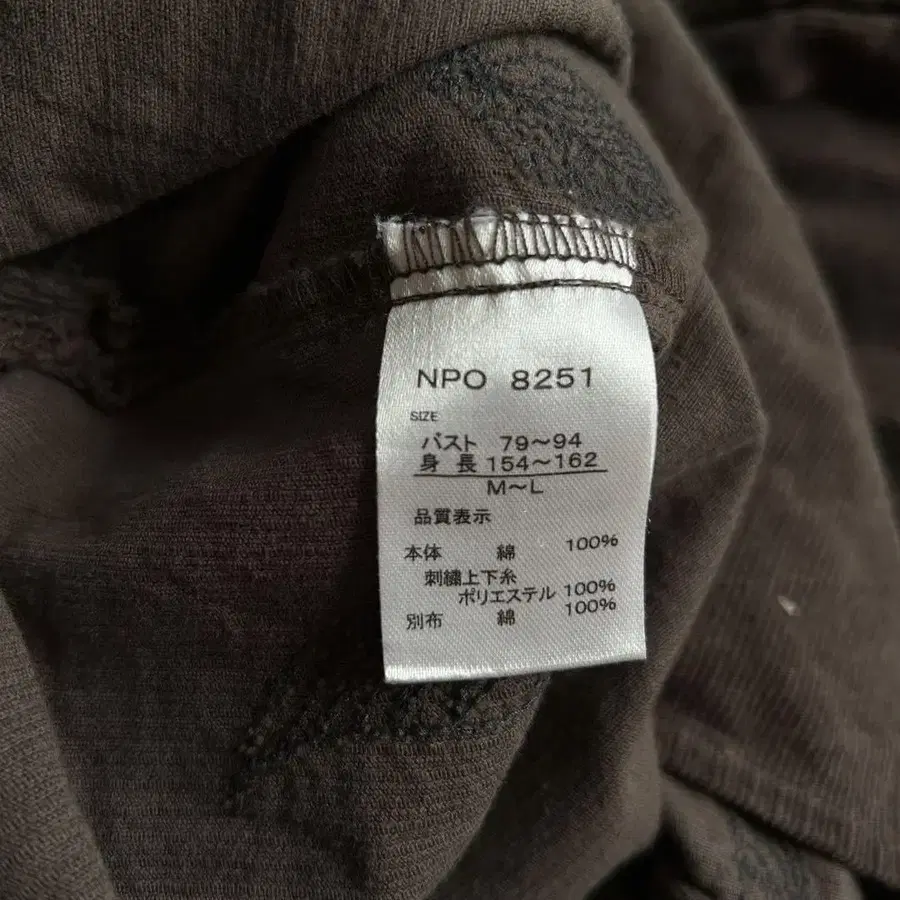 NPO 8251
SIZE
バスト 79～94
身長 154～162
M～L
品質表示
本体 綿 100%
刺繍上下糸
ポリエステル 100%
別布 綿 100%